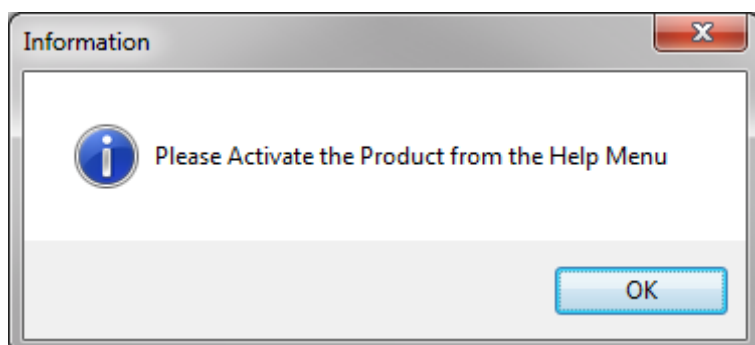 Information
Please Activate the Product from the Help Menu
OK